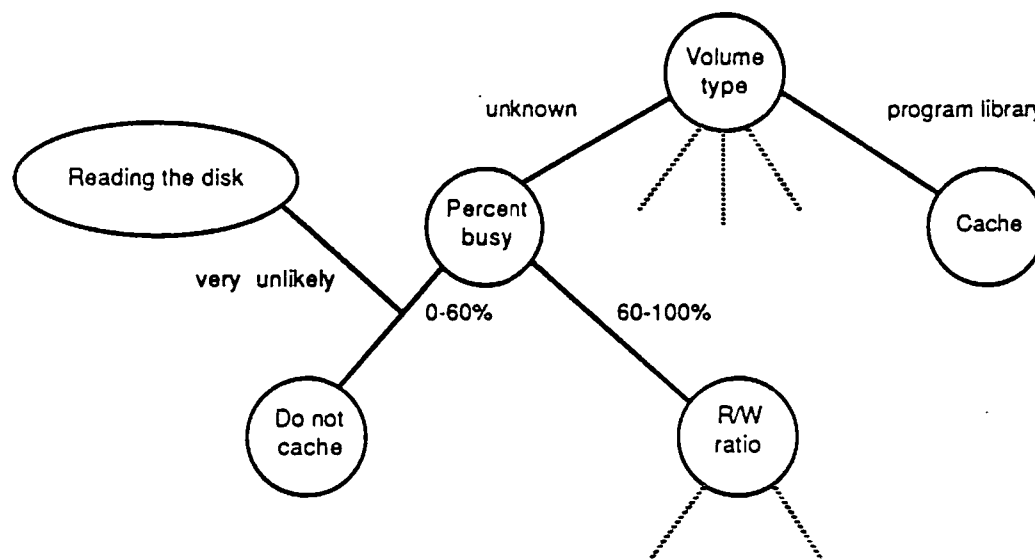 Volume
type
unknown
program library
Reading the disk
Percent
busy
Cache
very unlikely
0-60%
60-100%
Do not
cache
R/W
ratio